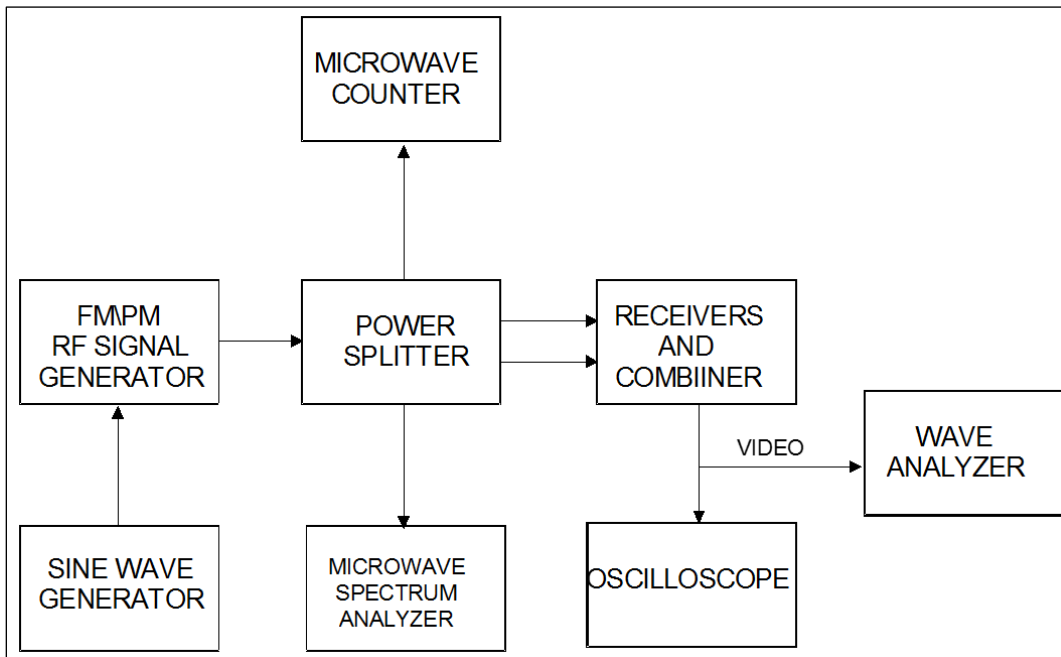 MICROWAVE
COUNTER
FM\PM
RF SIGNAL
GENERATOR
POWER
SPLITTER
RECEIVERS
AND
COMBIINER
VIDEO
WAVE
ANALYZER
SINE WAVE
GENERATOR
MICROWAVE
SPECTRUM
ANALYZER
OSCILLOSCOPE